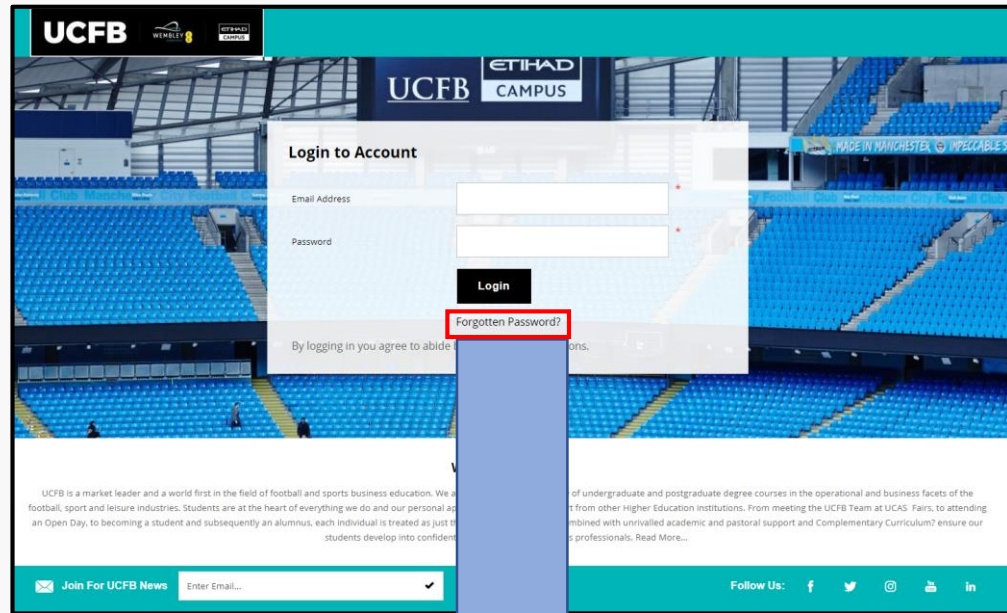 UCFB WEMBLEY ETIHAD CAMPUS
ETIHAD
UCFB CAMPUS
MADE IN MANCHESTER IMPECCABLE S
Login to Account
Email Address *
Password *
Login
Forgotten Password?
By logging in you agree to abide ons.
UCFB is a market leader and a world first in the field of football and sports business education. We a of undergraduate and postgraduate degree courses in the operational and business facets of the
football, sport and leisure industries. Students are at the heart of everything we do and our personal ap rt from other Higher Education institutions. From meeting the UCFB Team at UCAS Fairs, to attending
an Open Day, to becoming a student and subsequently an alumnus, each individual is treated as just th mbined with unrivalled academic and pastoral support and Complementary Curriculum? ensure our
students develop into confident s professionals. Read More...
Join For UCFB News Enter Email... Follow Us: